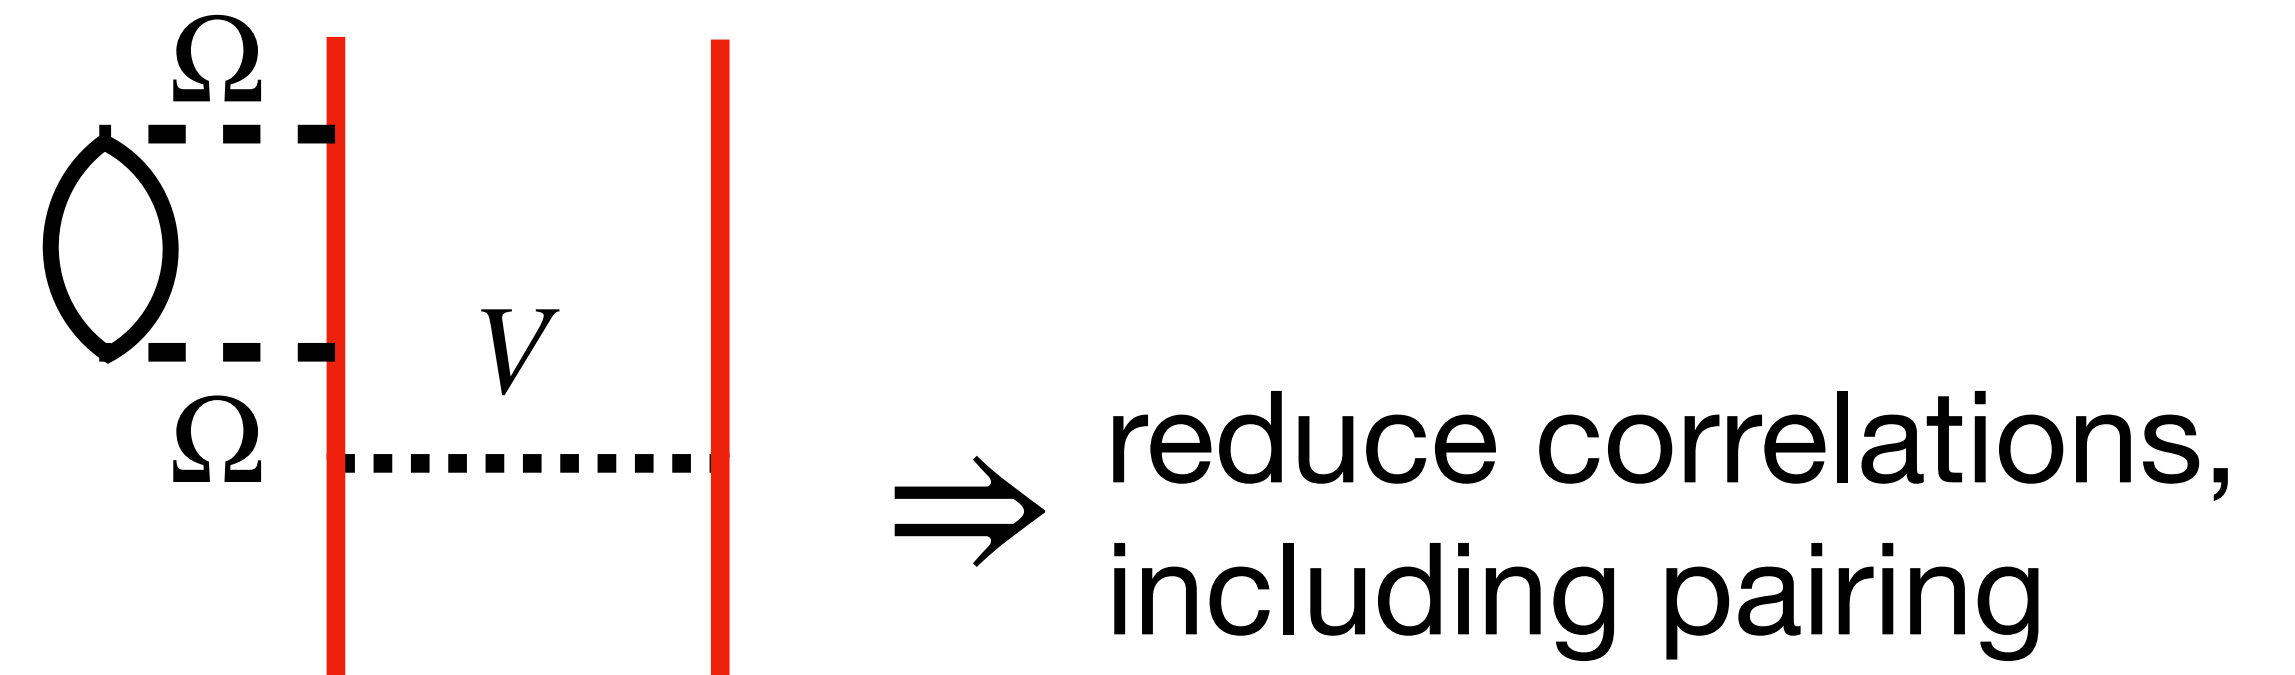 Ω
V
Ω
⇒ reduce correlations,
including pairing